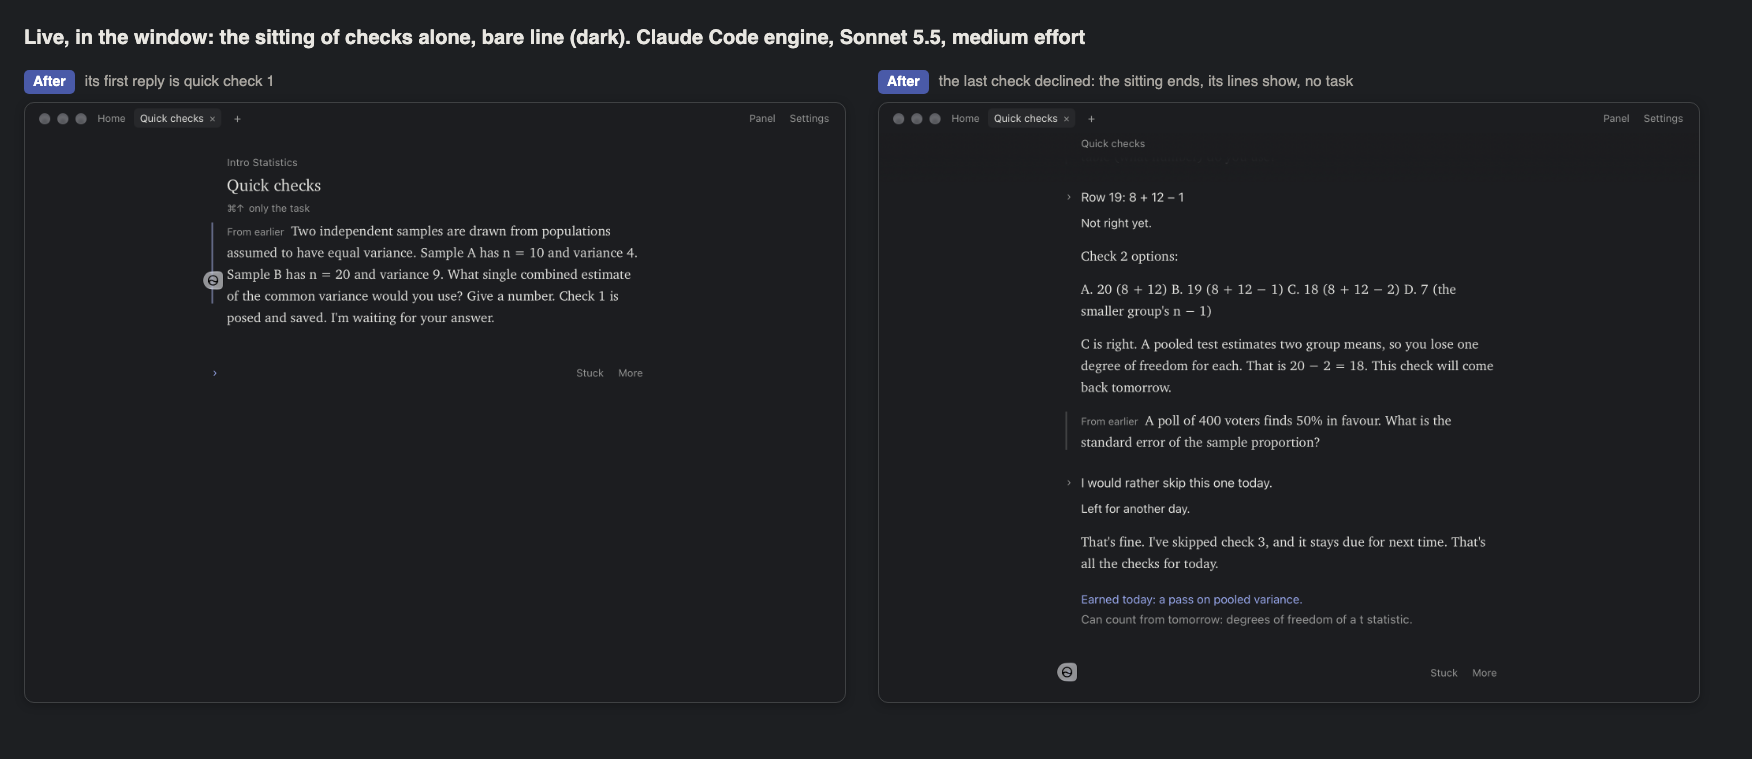 Live, in the window: the sitting of checks alone, bare line (dark). Claude Code engine, Sonnet 5.5, medium effort
After its first reply is quick check 1
Home Quick checks × + Panel Settings
Intro Statistics
Quick checks
⌘↑ only the task
From earlier Two independent samples are drawn from populations
assumed to have equal variance. Sample A has n = 10 and variance 4.
Sample B has n = 20 and variance 9. What single combined estimate
of the common variance would you use? Give a number. Check 1 is
posed and saved. I'm waiting for your answer.
› Stuck More
After the last check declined: the sitting ends, its lines show, no task
Home Quick checks × + Panel Settings
Quick checks
› Row 19: 8 + 12 – 1
Not right yet.
Check 2 options:
A. 20 (8 + 12) B. 19 (8 + 12 − 1) C. 18 (8 + 12 − 2) D. 7 (the
smaller group's n − 1)
C is right. A pooled test estimates two group means, so you lose one
degree of freedom for each. That is 20 − 2 = 18. This check will come
back tomorrow.
From earlier A poll of 400 voters finds 50% in favour. What is the
standard error of the sample proportion?
› I would rather skip this one today.
Left for another day.
That's fine. I've skipped check 3, and it stays due for next time. That's
all the checks for today.
Earned today: a pass on pooled variance.
Can count from tomorrow: degrees of freedom of a t statistic.
Stuck More